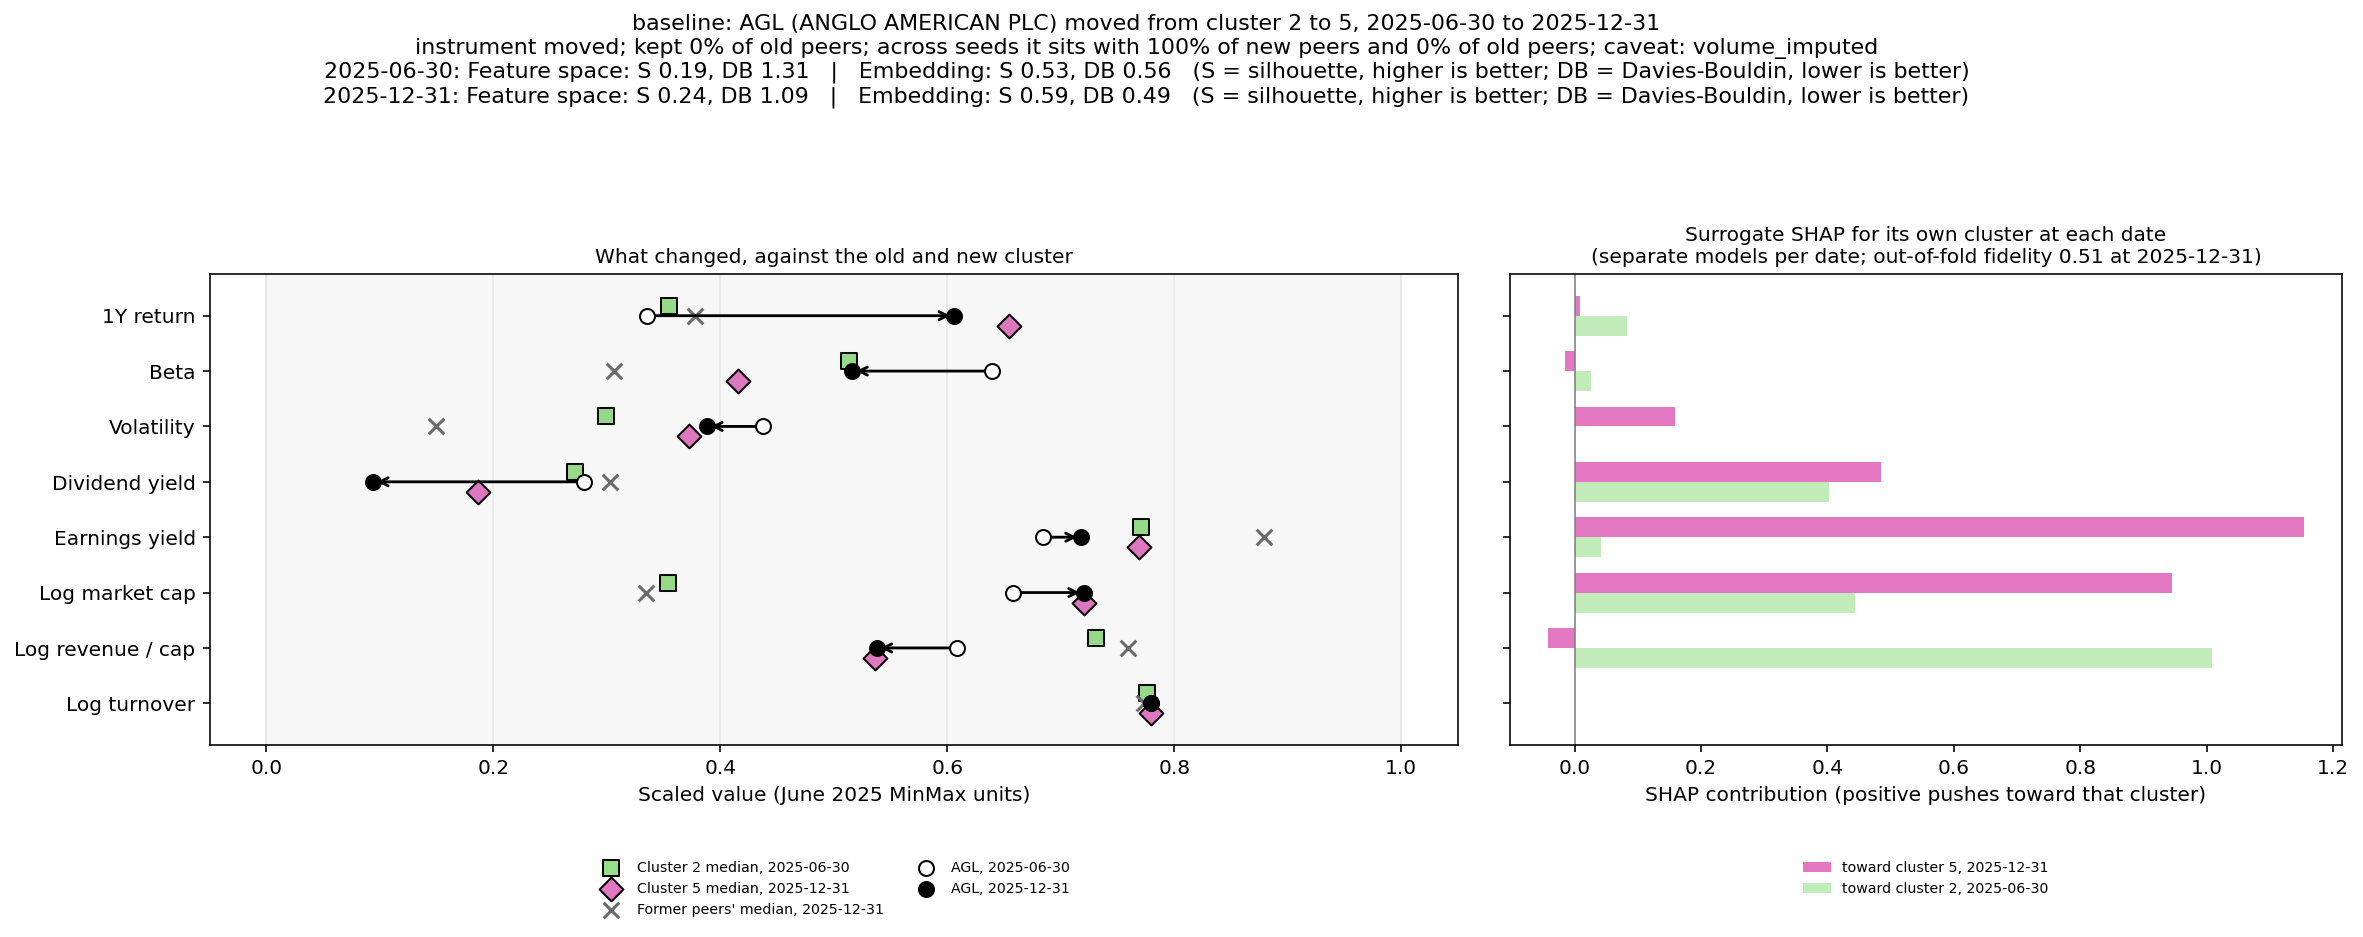 baseline: AGL (ANGLO AMERICAN PLC) moved from cluster 2 to 5, 2025-06-30 to 2025-12-31
instrument moved; kept 0% of old peers; across seeds it sits with 100% of new peers and 0% of old peers; caveat: volume_imputed
2025-06-30: Feature space: S 0.19, DB 1.31 | Embedding: S 0.53, DB 0.56 (S = silhouette, higher is better; DB = Davies-Bouldin, lower is better)
2025-12-31: Feature space: S 0.24, DB 1.09 | Embedding: S 0.59, DB 0.49 (S = silhouette, higher is better; DB = Davies-Bouldin, lower is better)
What changed, against the old and new cluster
1Y return
Beta
Volatility
Dividend yield
Earnings yield
Log market cap
Log revenue / cap
Log turnover
0.0 0.2 0.4 0.6 0.8 1.0
Scaled value (June 2025 MinMax units)
Cluster 2 median, 2025-06-30
Cluster 5 median, 2025-12-31
Former peers' median, 2025-12-31
AGL, 2025-06-30
AGL, 2025-12-31
Surrogate SHAP for its own cluster at each date
(separate models per date; out-of-fold fidelity 0.51 at 2025-12-31)
0.0 0.2 0.4 0.6 0.8 1.0 1.2
SHAP contribution (positive pushes toward that cluster)
toward cluster 5, 2025-12-31
toward cluster 2, 2025-06-30